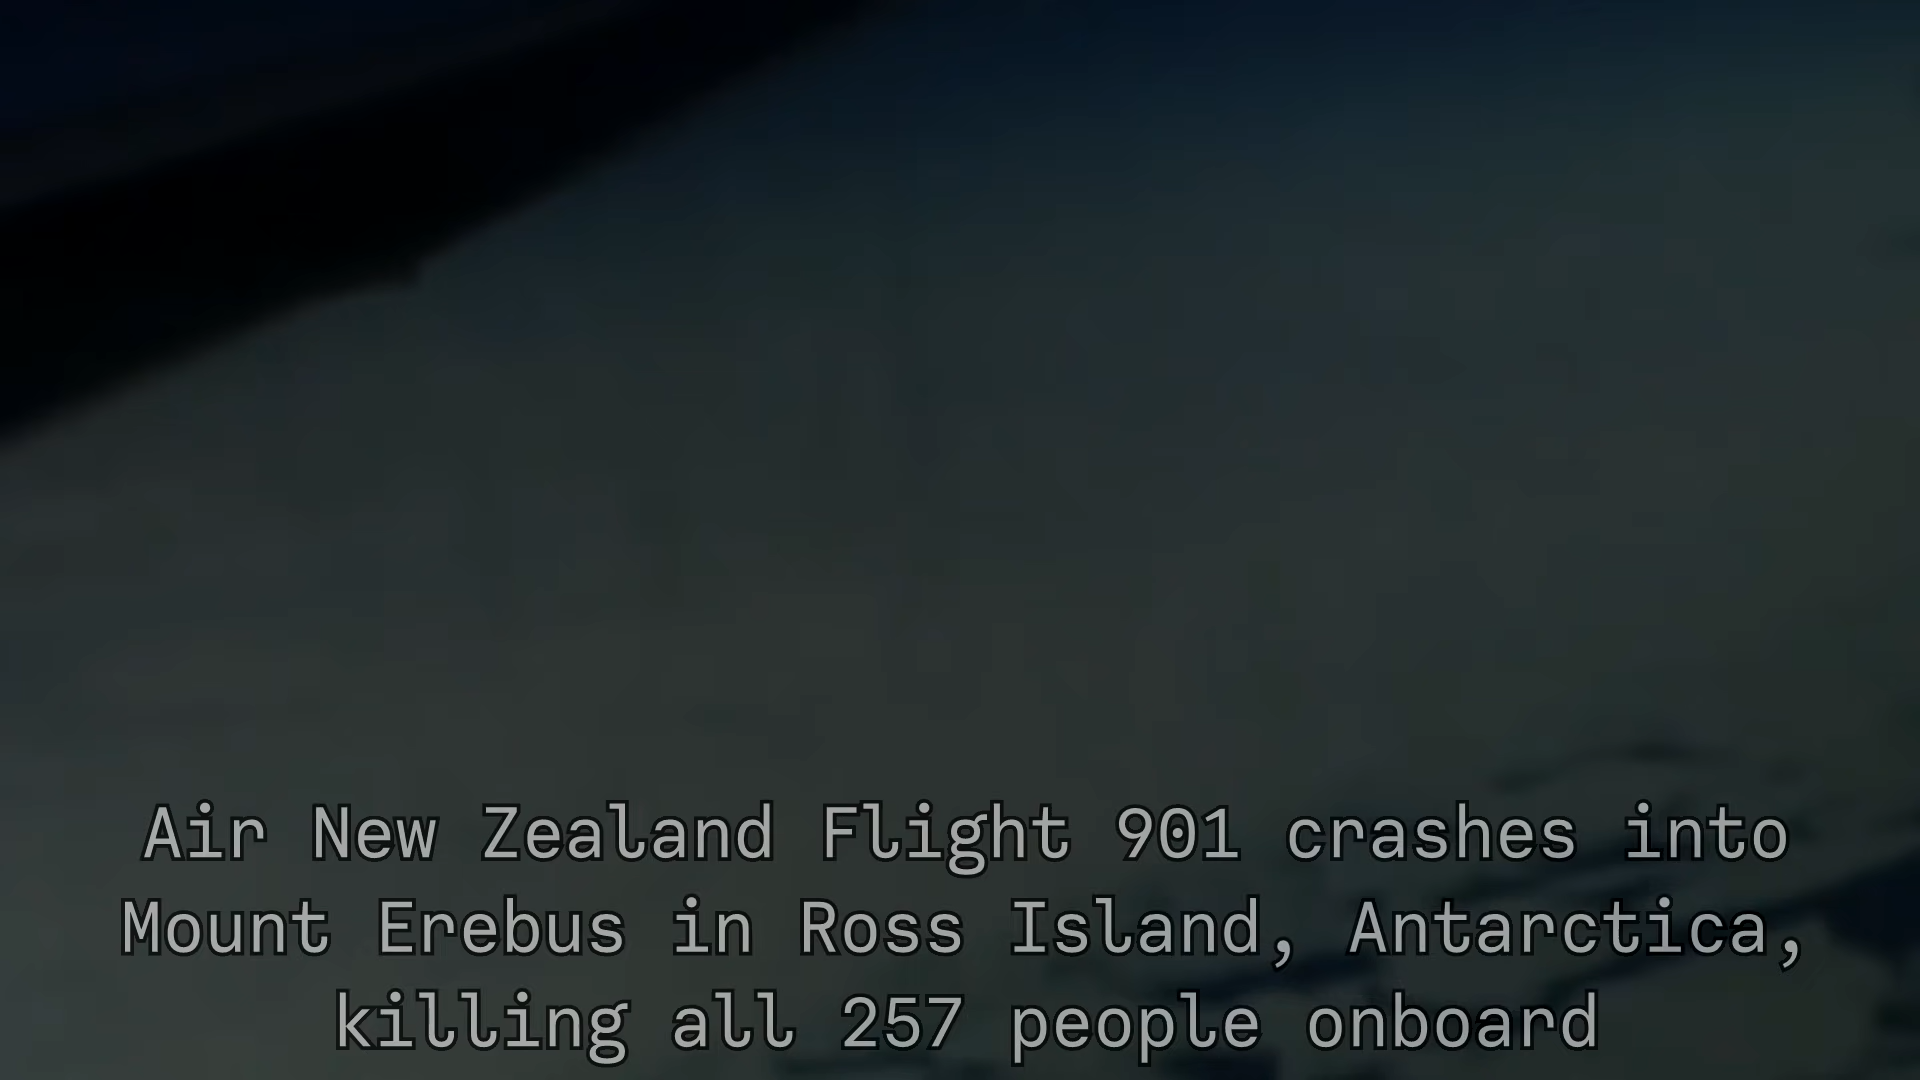 Air New Zealand Flight 901 crashes into
Mount Erebus in Ross Island, Antarctica,
killing all 257 people onboard